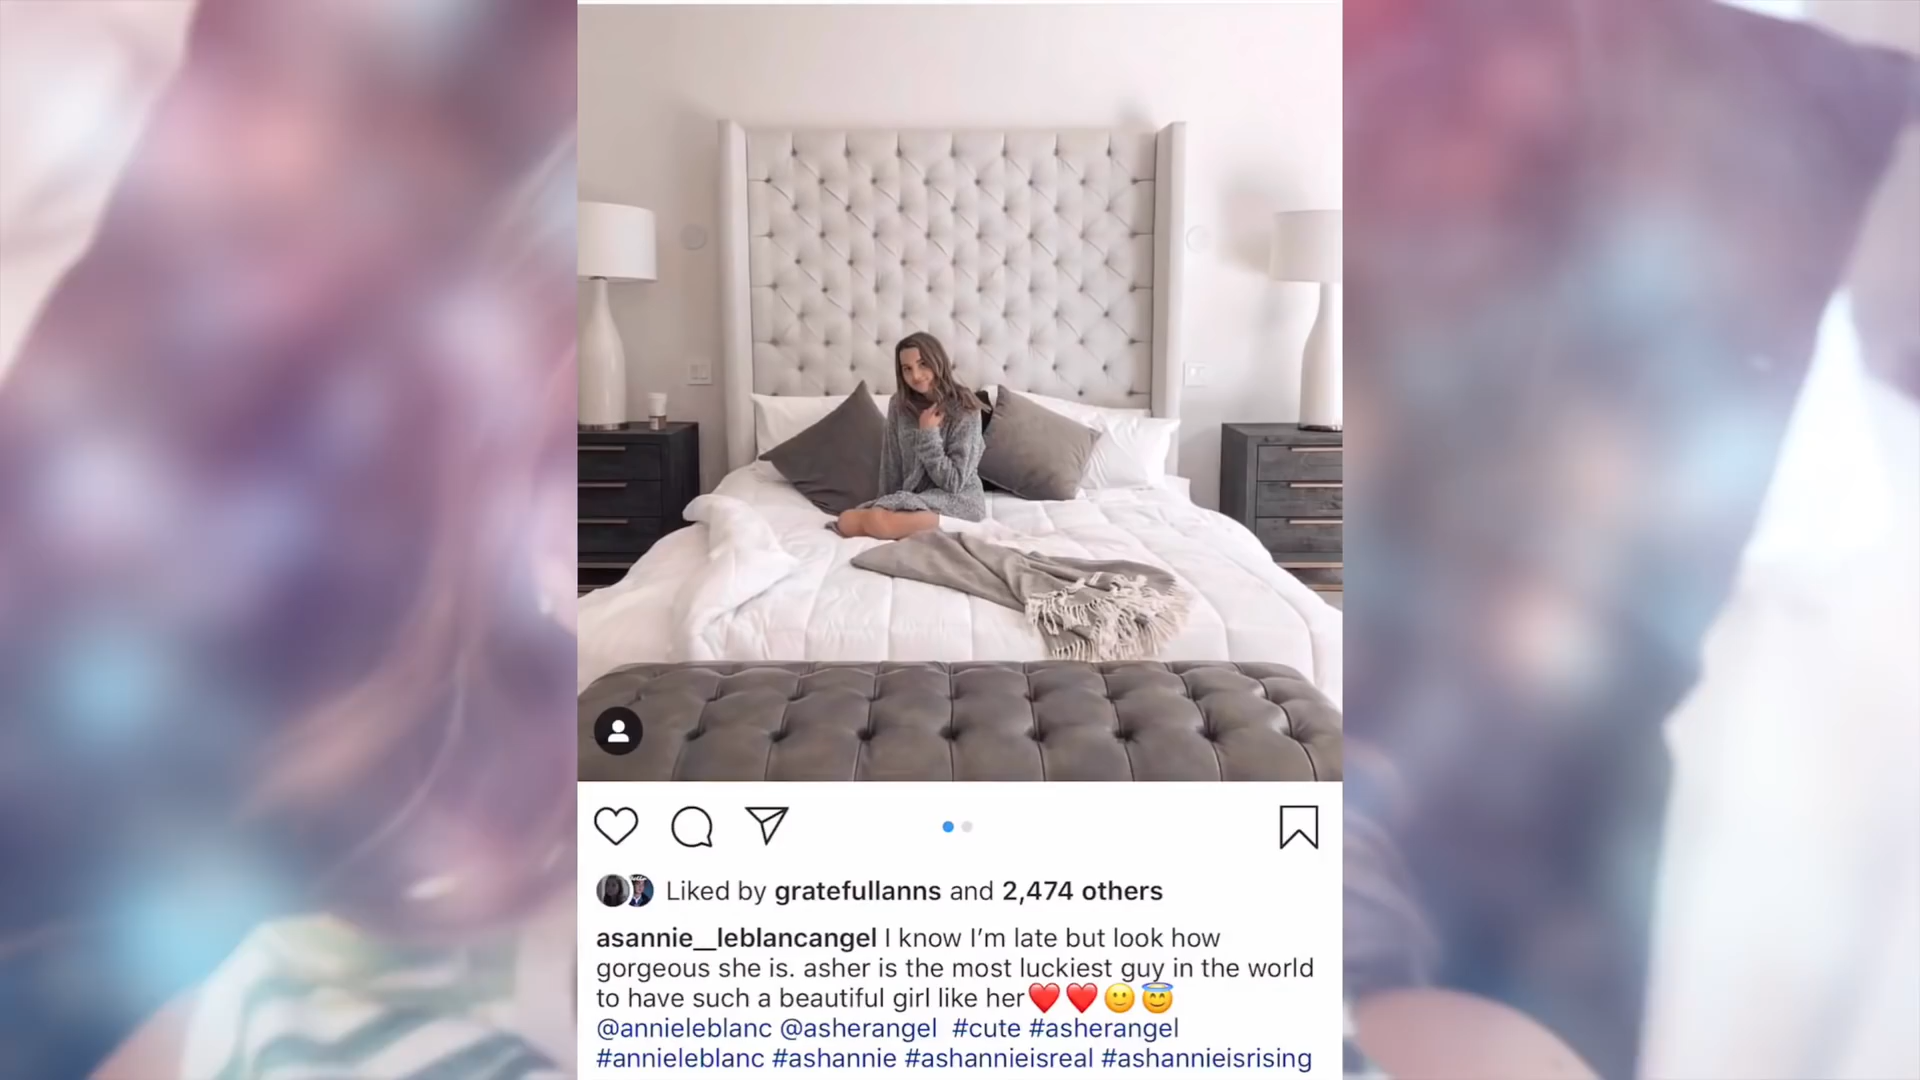 Liked by gratefullanns and 2,474 others
asannie__leblancangel I know I’m late but look how
gorgeous she is. asher is the most luckiest guy in the world
to have such a beautiful girl like her❤️❤️🙂😇
@annieleblanc @asherangel #cute #asherangel
#annieleblanc #ashannie #ashannieisreal #ashannieisrising